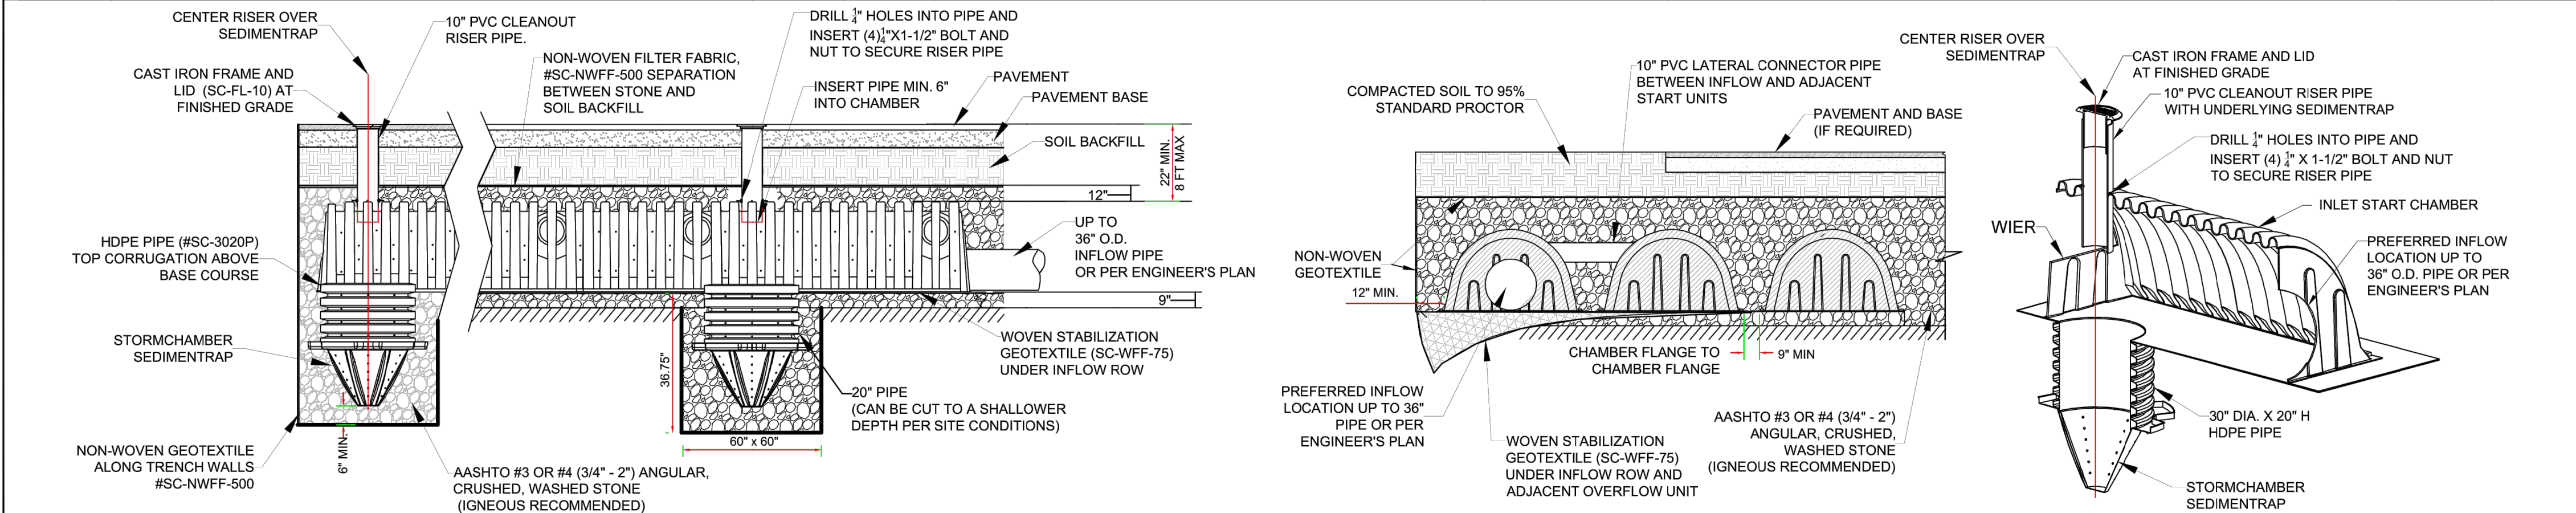 CENTER RISER OVER
SEDIMENTRAP
10" PVC CLEANOUT
RISER PIPE.
CAST IRON FRAME AND
LID (SC-FL-10) AT
FINISHED GRADE
NON-WOVEN FILTER FABRIC,
#SC-NWFF-500 SEPARATION
BETWEEN STONE AND
SOIL BACKFILL
DRILL 1/4" HOLES INTO PIPE AND
INSERT (4)1/4"X1-1/2" BOLT AND
NUT TO SECURE RISER PIPE
INSERT PIPE MIN. 6"
INTO CHAMBER
PAVEMENT
PAVEMENT BASE
SOIL BACKFILL
22" MIN.
8 FT MAX
12"
UP TO
36" O.D.
INFLOW PIPE
OR PER ENGINEER'S PLAN
9"
HDPE PIPE (#SC-3020P)
TOP CORRUGATION ABOVE
BASE COURSE
STORMCHAMBER
SEDIMENTRAP
NON-WOVEN GEOTEXTILE
ALONG TRENCH WALLS
#SC-NWFF-500
6" MIN.
AASHTO #3 OR #4 (3/4" - 2") ANGULAR,
CRUSHED, WASHED STONE
(IGNEOUS RECOMMENDED)
36.75"
60" x 60"
WOVEN STABILIZATION
GEOTEXTILE (SC-WFF-75)
UNDER INFLOW ROW
20" PIPE
(CAN BE CUT TO A SHALLOWER
DEPTH PER SITE CONDITIONS)
COMPACTED SOIL TO 95%
STANDARD PROCTOR
10" PVC LATERAL CONNECTOR PIPE
BETWEEN INFLOW AND ADJACENT
START UNITS
PAVEMENT AND BASE
(IF REQUIRED)
NON-WOVEN
GEOTEXTILE
12" MIN.
CHAMBER FLANGE TO
CHAMBER FLANGE
9" MIN
PREFERRED INFLOW
LOCATION UP TO 36"
PIPE OR PER
ENGINEER'S PLAN
WOVEN STABILIZATION
GEOTEXTILE (SC-WFF-75)
UNDER INFLOW ROW AND
ADJACENT OVERFLOW UNIT
AASHTO #3 OR #4 (3/4" - 2")
ANGULAR, CRUSHED,
WASHED STONE
(IGNEOUS RECOMMENDED)
CENTER RISER OVER
SEDIMENTRAP
CAST IRON FRAME AND LID
AT FINISHED GRADE
10" PVC CLEANOUT RISER PIPE
WITH UNDERLYING SEDIMENTRAP
DRILL 1/4" HOLES INTO PIPE AND
INSERT (4) 1/4" X 1-1/2" BOLT AND NUT
TO SECURE RISER PIPE
INLET START CHAMBER
WIER
PREFERRED INFLOW
LOCATION UP TO
36" O.D. PIPE OR PER
ENGINEER'S PLAN
30" DIA. X 20" H
HDPE PIPE
STORMCHAMBER
SEDIMENTRAP